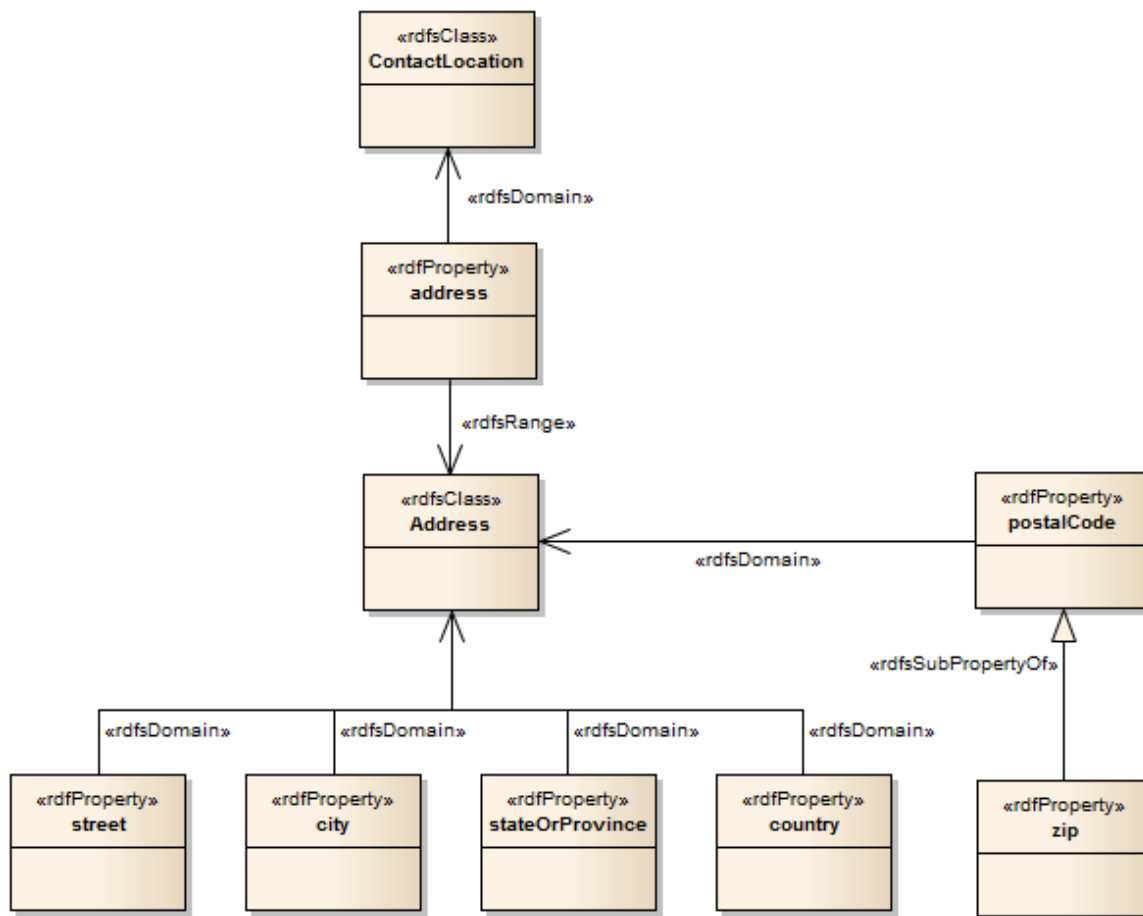 «rdfsClass»
ContactLocation
«rdfsDomain»
«rdfProperty»
address
«rdfsRange»
«rdfsClass»
Address
«rdfProperty»
postalCode
«rdfsDomain»
«rdfsSubPropertyOf»
«rdfsDomain» «rdfsDomain» «rdfsDomain» «rdfsDomain»
«rdfProperty»
street
«rdfProperty»
city
«rdfProperty»
stateOrProvince
«rdfProperty»
country
«rdfProperty»
zip